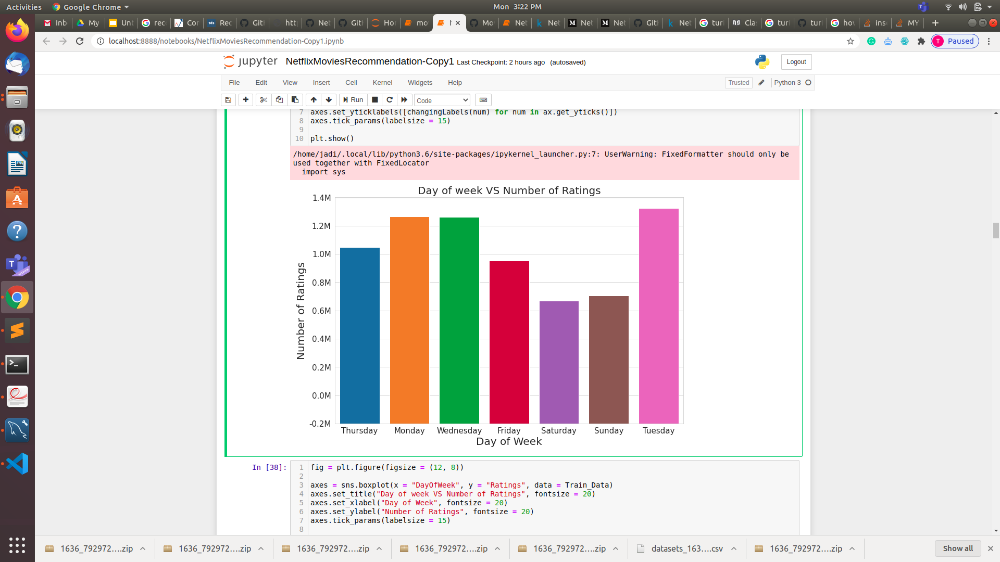 Activities Google Chrome Mon 3:22 PM
Inb My Unt rec Cor Rec Git htt Net Git Ho mo Mo Net Net Net Net Git Net turi Cla turi turi hov ins MY
localhost:8888/notebooks/NetflixMoviesRecommendation-Copy1.ipynb T Paused
jupyter NetflixMoviesRecommendation-Copy1 Last Checkpoint: 2 hours ago (autosaved) Logout
File Edit View Insert Cell Kernel Widgets Help Trusted Python 3
Run Code
7 axes.set_yticklabels([changingLabels(num) for num in ax.get_yticks()])
8 axes.tick_params(labelsize = 15)
9
10 plt.show()
/home/jadi/.local/lib/python3.6/site-packages/ipykernel_launcher.py:7: UserWarning: FixedFormatter should only be
used together with FixedLocator
import sys
Day of week VS Number of Ratings
1.4M
1.2M
1.0M
0.8M
0.6M
0.4M
0.2M
0.0M
-0.2M
Number of Ratings
Thursday Monday Wednesday Friday Saturday Sunday Tuesday
Day of Week
In [38]: 1 fig = plt.figure(figsize = (12, 8))
2
3 axes = sns.boxplot(x = "DayOfWeek", y = "Ratings", data = Train_Data)
4 axes.set_title("Day of week VS Number of Ratings", fontsize = 20)
5 axes.set_xlabel("Day of Week", fontsize = 20)
6 axes.set_ylabel("Number of Ratings", fontsize = 20)
7 axes.tick_params(labelsize = 15)
8
1636_792972....zip 1636_792972....zip 1636_792972....zip 1636_792972....zip 1636_792972....zip datasets_163....csv 1636_792972....zip Show all